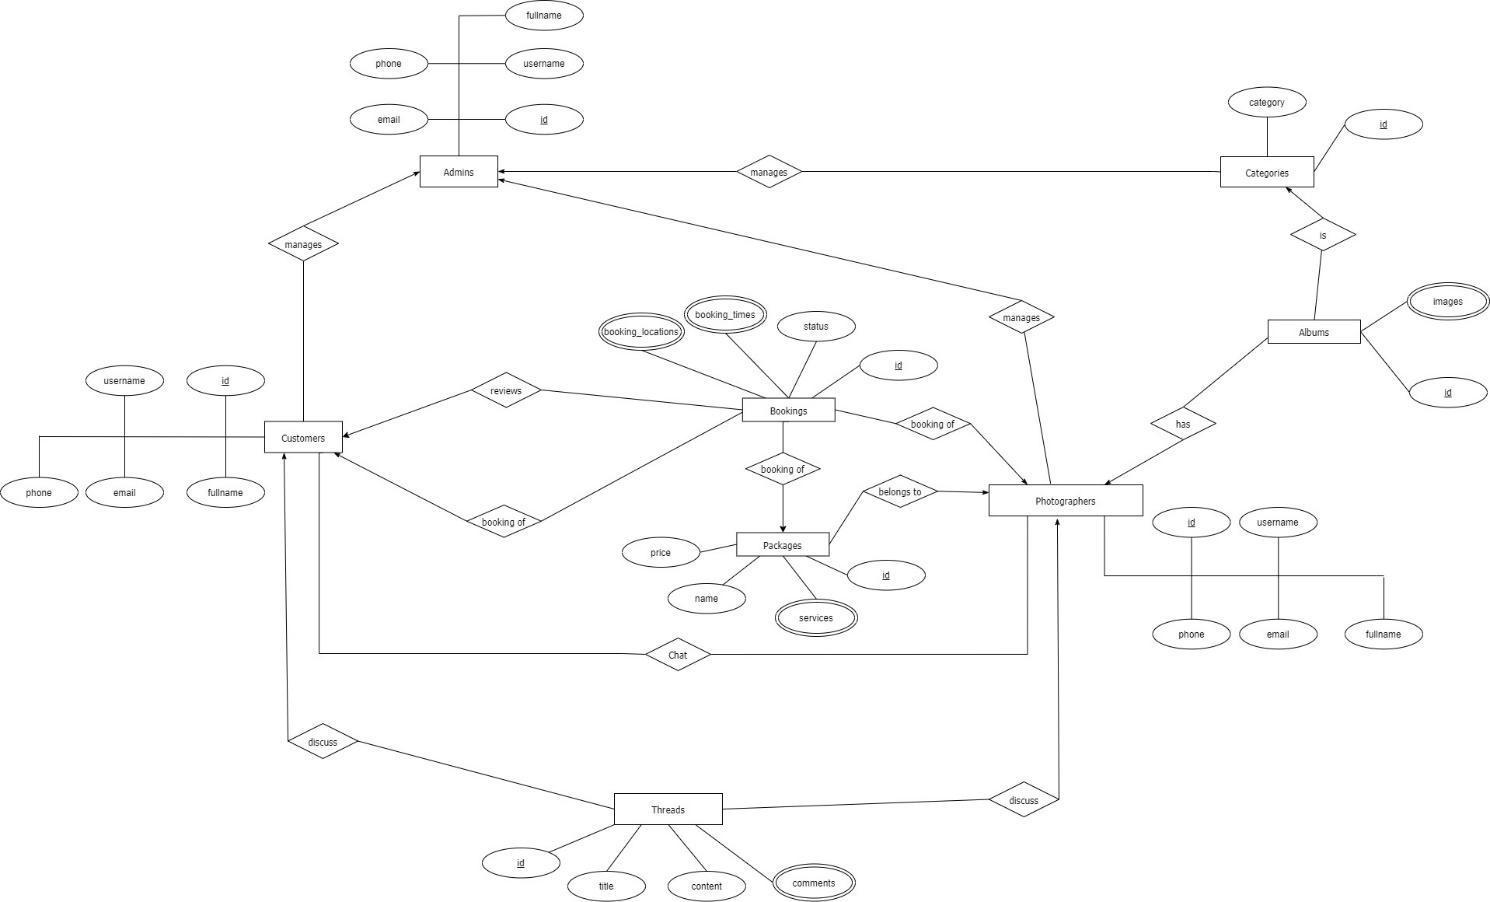 fullname
phone
username
email
id
Admins
manages
category
id
Categories
manages
is
images
Albums
id
has
manages
booking_locations
booking_times
status
id
Bookings
reviews
booking of
username
id
Customers
phone
email
fullname
booking of
booking of
belongs to
Photographers
Packages
price
name
services
id
id
username
phone
email
fullname
Chat
discuss
discuss
Threads
id
title
content
comments